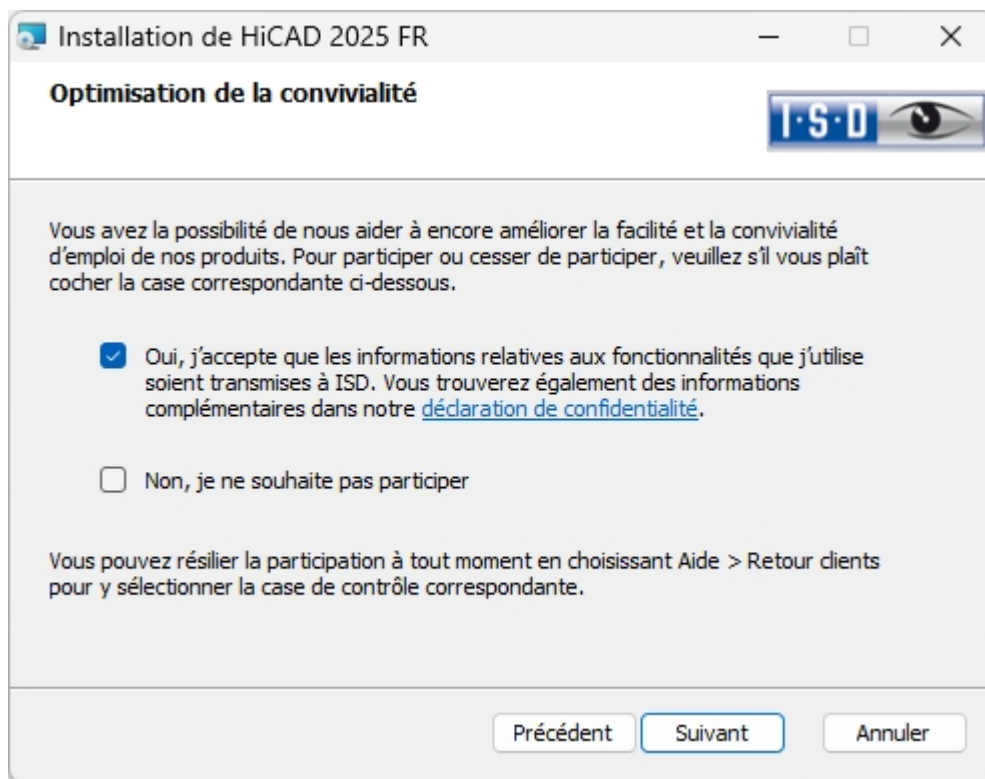 Installation de HiCAD 2025 FR
Optimisation de la convivialité
I·S·D
Vous avez la possibilité de nous aider à encore améliorer la facilité et la convivialité
d'emploi de nos produits. Pour participer ou cesser de participer, veuillez s'il vous plaît
cocher la case correspondante ci-dessous.
Oui, j'accepte que les informations relatives aux fonctionnalités que j'utilise
soient transmises à ISD. Vous trouverez également des informations
complémentaires dans notre déclaration de confidentialité.
Non, je ne souhaite pas participer
Vous pouvez résilier la participation à tout moment en choisissant Aide > Retour clients
pour y sélectionner la case de contrôle correspondante.
Précédent Suivant Annuler